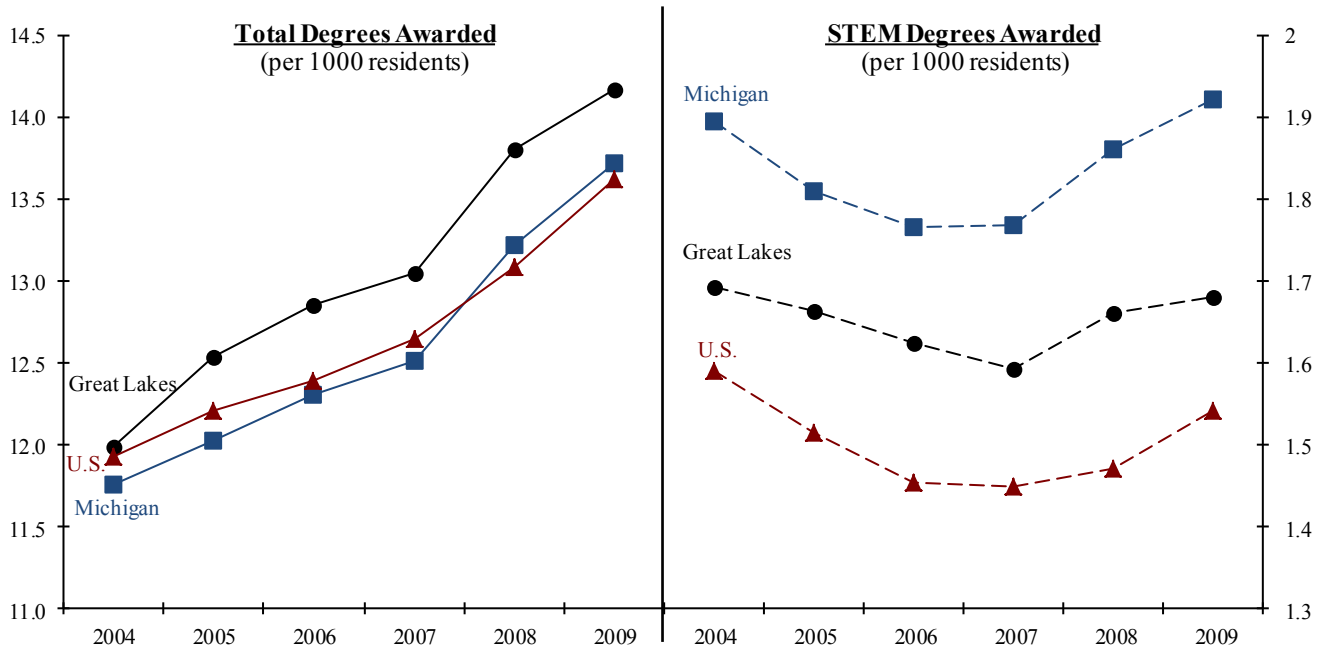 Total Degrees Awarded
(per 1000 residents)
14.5
14.0
13.5
13.0
12.5
12.0
11.5
11.0
Great Lakes
U.S.
Michigan
2004 2005 2006 2007 2008 2009
STEM Degrees Awarded
(per 1000 residents)
Michigan
Great Lakes
U.S.
2
1.9
1.8
1.7
1.6
1.5
1.4
1.3
2004 2005 2006 2007 2008 2009